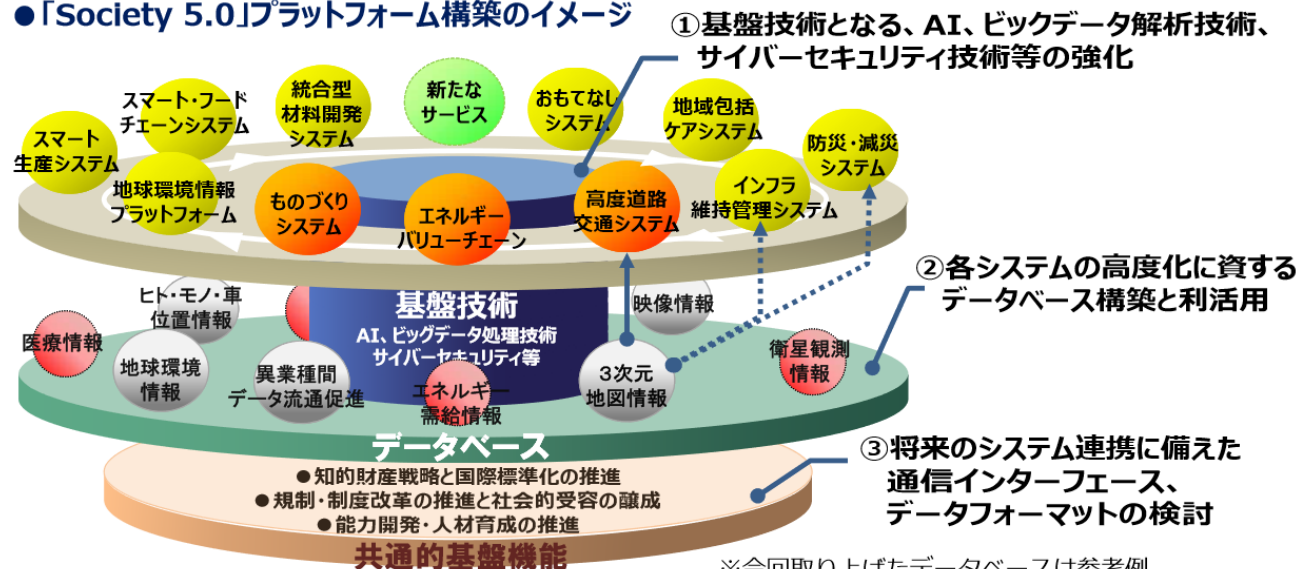 ●「Society 5.0」プラットフォーム構築のイメージ
①基盤技術となる、AI、ビックデータ解析技術、
サイバーセキュリティ技術等の強化
スマート
生産システム
スマート・フード
チェーンシステム
統合型
材料開発
システム
新たな
サービス
おもてなし
システム
地域包括
ケアシステム
防災・減災
システム
地球環境情報
プラットフォーム
ものづくり
システム
エネルギー
バリューチェーン
高度道路
交通システム
インフラ
維持管理システム
②各システムの高度化に資する
データベース構築と利活用
ヒト・モノ・車
位置情報
基盤技術
AI、ビッグデータ処理技術
サイバーセキュリティ等
映像情報
医療情報
地球環境
情報
異業種間
データ流通促進
エネルギー
需給情報
3次元
地図情報
衛星観測
情報
データベース
③将来のシステム連携に備えた
通信インターフェース、
データフォーマットの検討
●知的財産戦略と国際標準化の推進
●規制・制度改革の推進と社会的受容の醸成
●能力開発・人材育成の推進
共通的基盤機能
※今回取り上げたデータベースは参考例